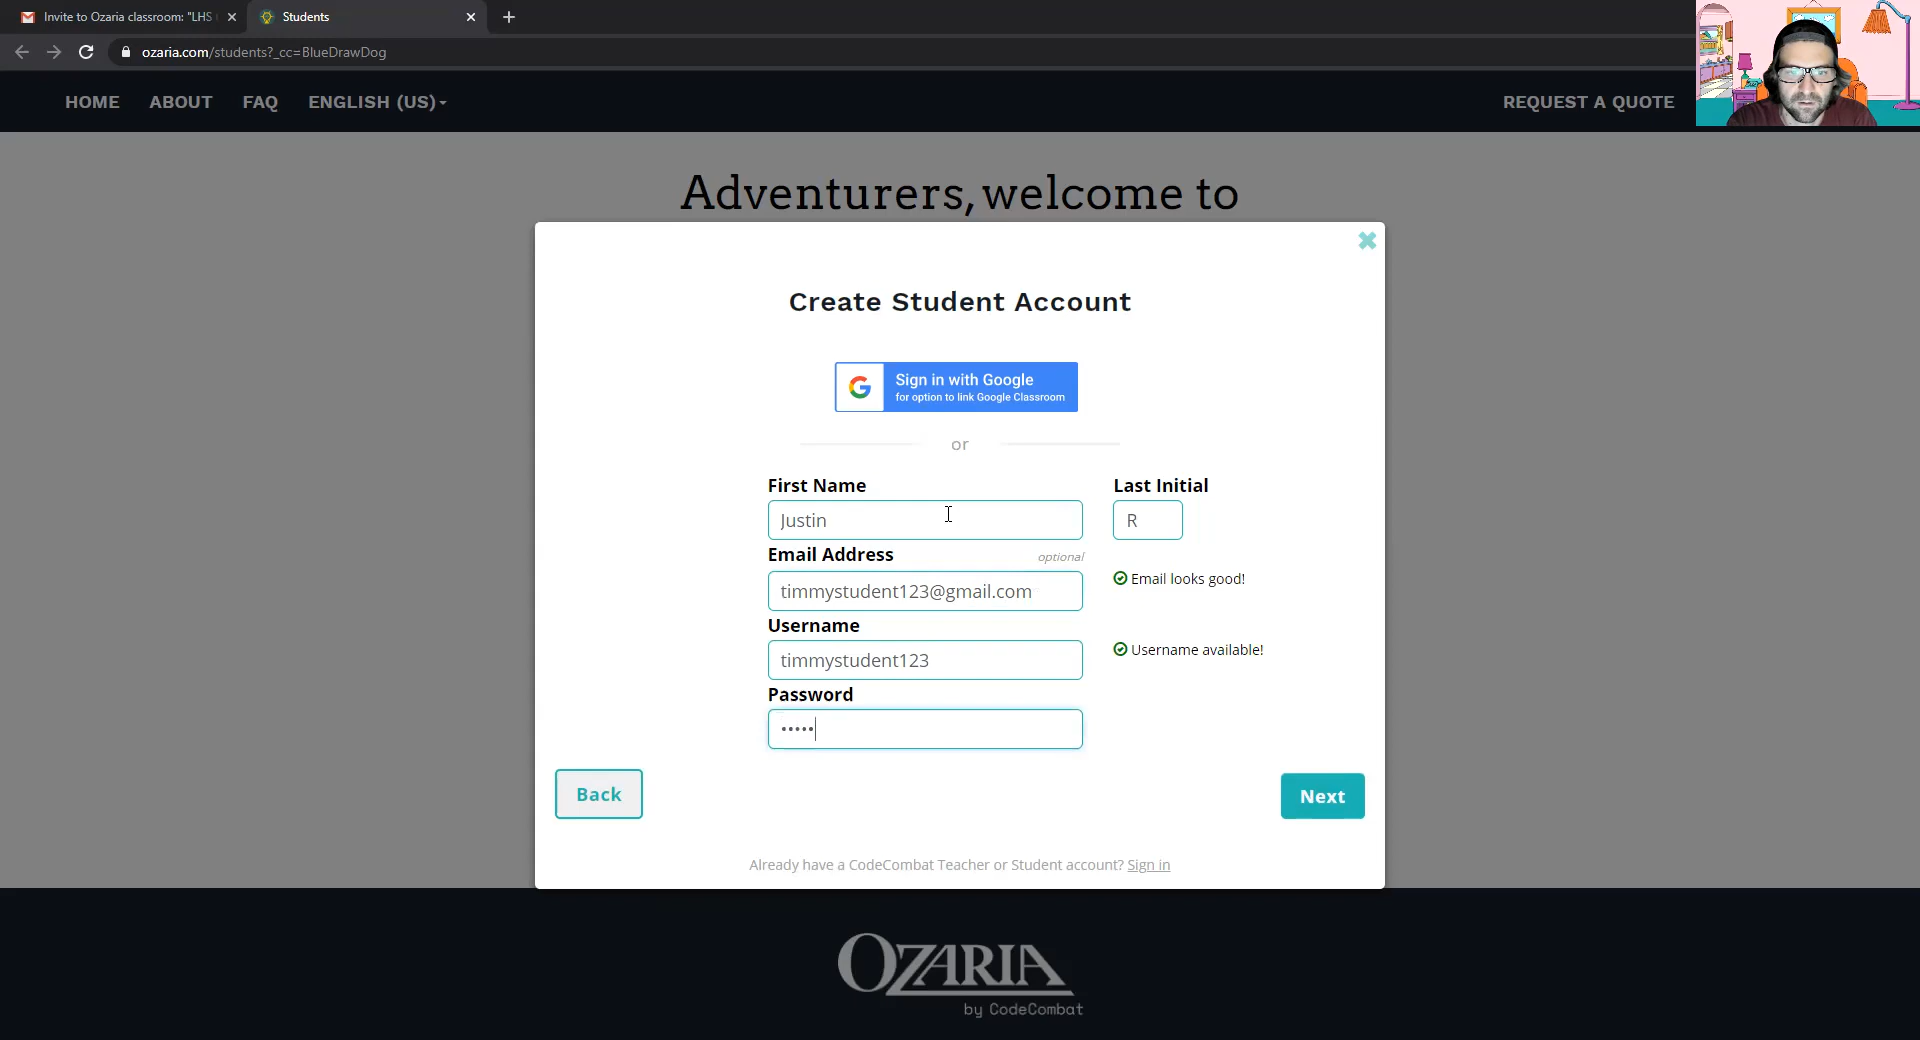 Invite to Ozaria classroom: "LHS
Students
ozaria.com/students?_cc=BlueDrawDog
HOME ABOUT FAQ ENGLISH (US) REQUEST A QUOTE
Adventurers, welcome to
Create Student Account
Sign in with Google
for option to link Google Classroom
or
First Name Last Initial
Justin R
Email Address optional
timmystudent123@gmail.com Email looks good!
Username
timmystudent123 Username available!
Password
•••••
Back Next
Already have a CodeCombat Teacher or Student account? Sign in
OZARIA
by CodeCombat